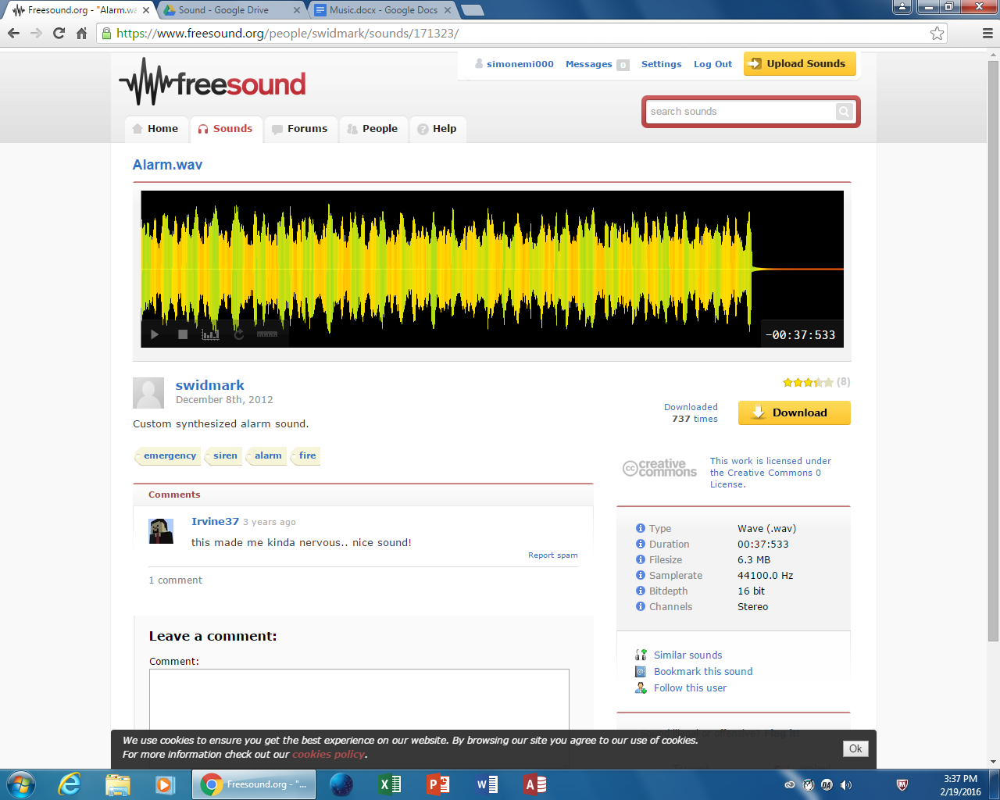 Freesound.org - "Alarm.wa
Sound - Google Drive
Music.docx - Google Docs
https://www.freesound.org/people/swidmark/sounds/171323/
simonemi000 Messages 0 Settings Log Out Upload Sounds
freesound
search sounds
Home Sounds Forums People Help
Alarm.wav
-00:37:533
swidmark
December 8th, 2012
(8)
Downloaded
737 times
Download
Custom synthesized alarm sound.
emergency siren alarm fire
cc creative commons
This work is licensed under
the Creative Commons 0
License.
Comments
Irvine37 3 years ago
this made me kinda nervous.. nice sound!
Report spam
1 comment
Type Wave (.wav)
Duration 00:37:533
Filesize 6.3 MB
Samplerate 44100.0 Hz
Bitdepth 16 bit
Channels Stereo
Leave a comment:
Comment:
Similar sounds
Bookmark this sound
Follow this user
We use cookies to ensure you get the best experience on our website. By browsing our site you agree to our use of cookies.
For more information check out our cookies policy.
Ok
Freesound.org - "...
3:37 PM
2/19/2016